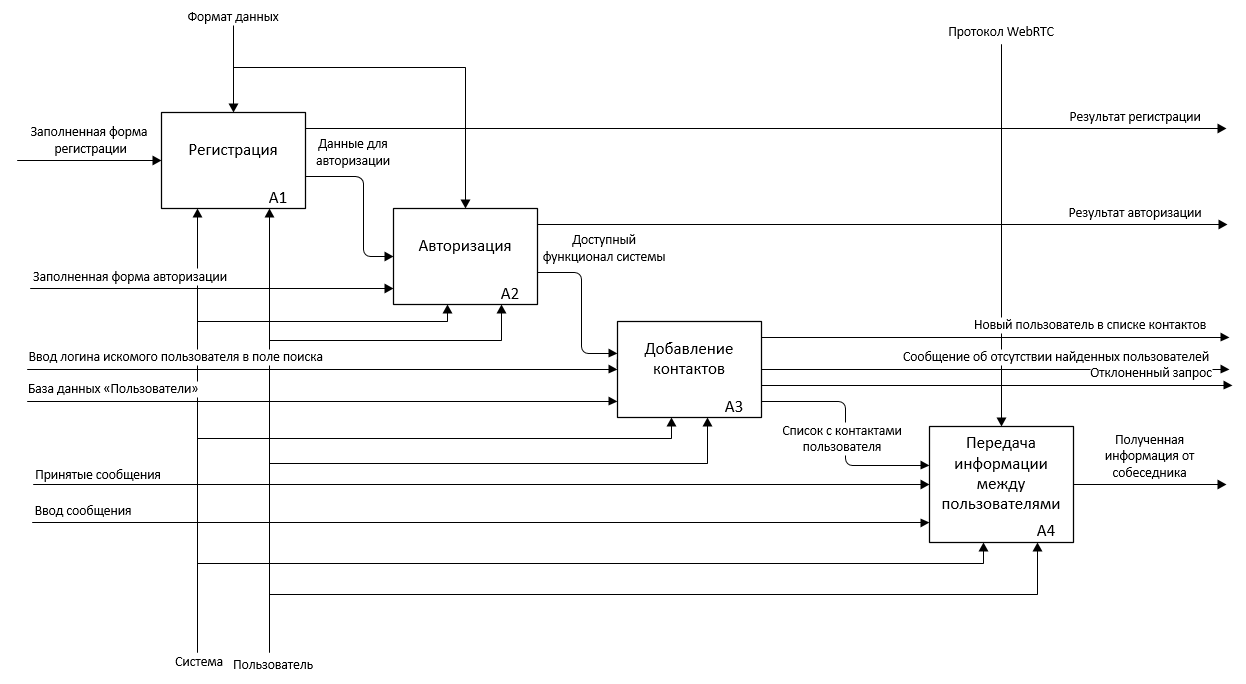 Формат данных
Протокол WebRTC
Заполненная форма
регистрации
Регистрация
A1
Результат регистрации
Данные для
авторизации
Авторизация
A2
Результат авторизации
Доступный
функционал системы
Заполненная форма авторизации
Новый пользователь в списке контактов
Ввод логина искомого пользователя в поле поиска
Добавление
контактов
A3
Сообщение об отсутствии найденных пользователей
Отклоненный запрос
База данных «Пользователи»
Список с контактами
пользователя
Передача
информации
между
пользователями
A4
Полученная
информация от
собеседника
Принятые сообщения
Ввод сообщения
Система
Пользователь